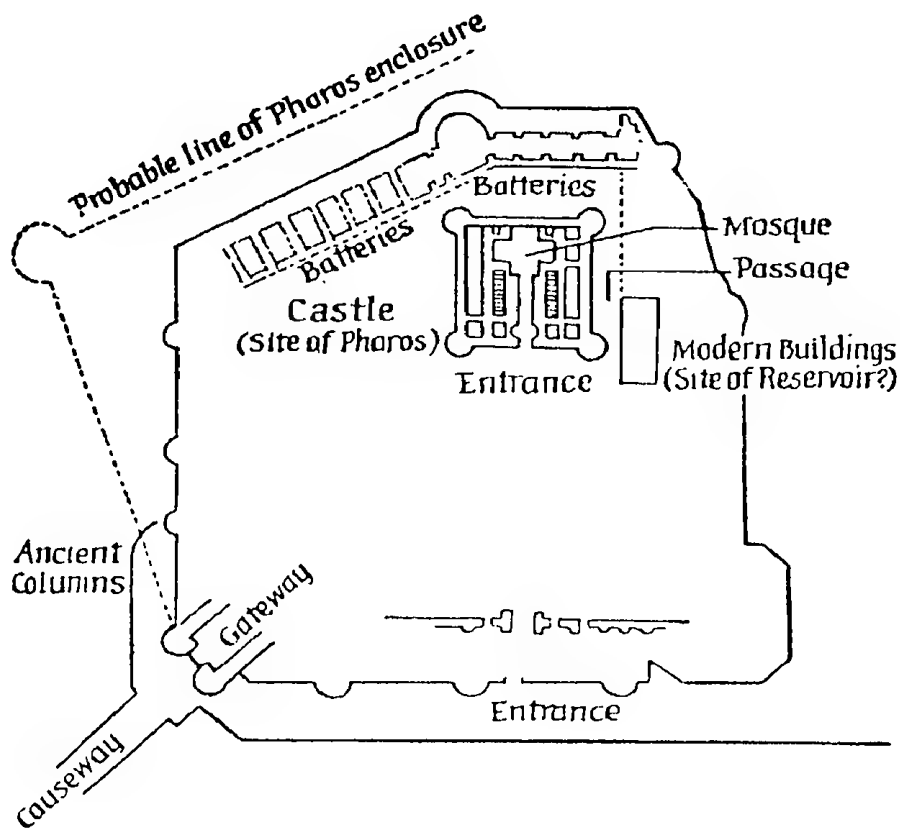 Probable line of Pharos enclosure
Batteries
Batteries
Mosque
Passage
Castle
(Site of Pharos)
Entrance
Modern Buildings
(Site of Reservoir?)
Ancient
Columns
Gateway
Entrance
Causeway